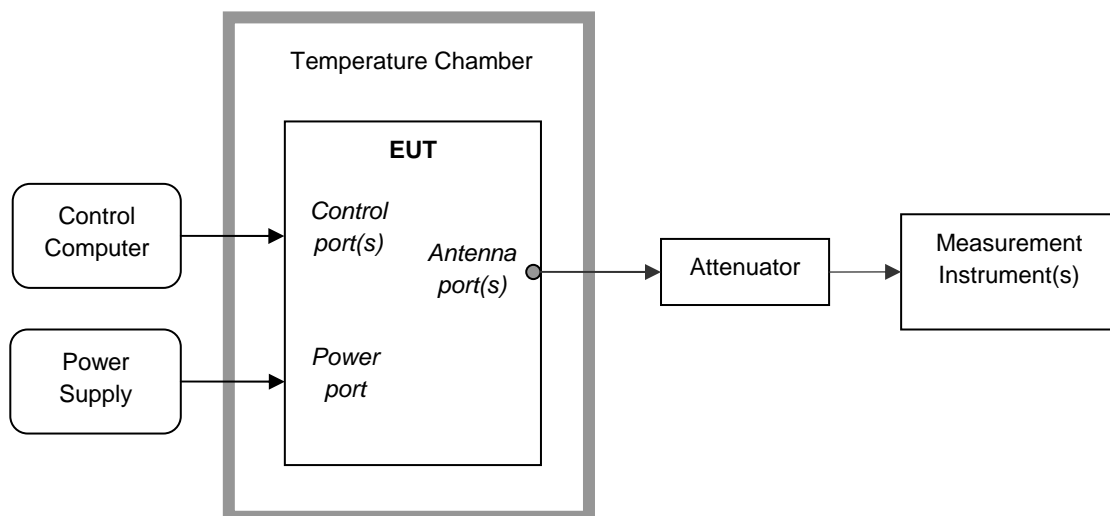 Temperature Chamber
EUT
Control
Computer
Control
port(s)
Antenna
port(s)
Attenuator
Measurement
Instrument(s)
Power
Supply
Power
port